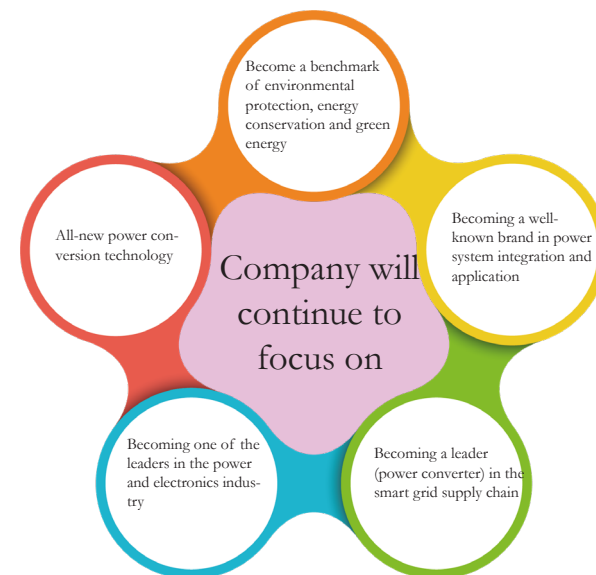 Become a benchmark
of environmental
protection, energy
conservation and green
energy
All-new power con-
version technology
Becoming a well-
known brand in power
system integration and
application
Company will
continue to
focus on
Becoming one of the
leaders in the power
and electronics indus-
try
Becoming a leader
(power converter) in the
smart grid supply chain